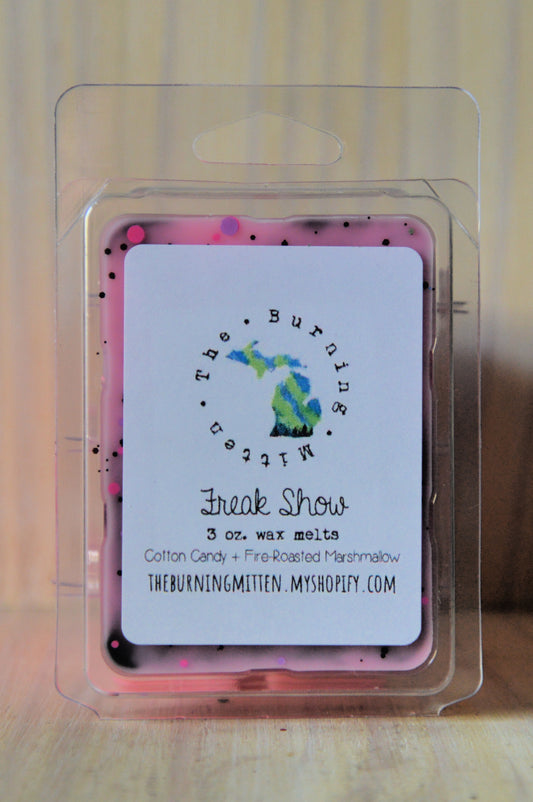 The • Burning • Mitten •
Freak Show
3 oz. wax melts
Cotton Candy + Fire-Roasted Marshmallow
THEBURNINGMITTEN.MYSHOPIFY.COM